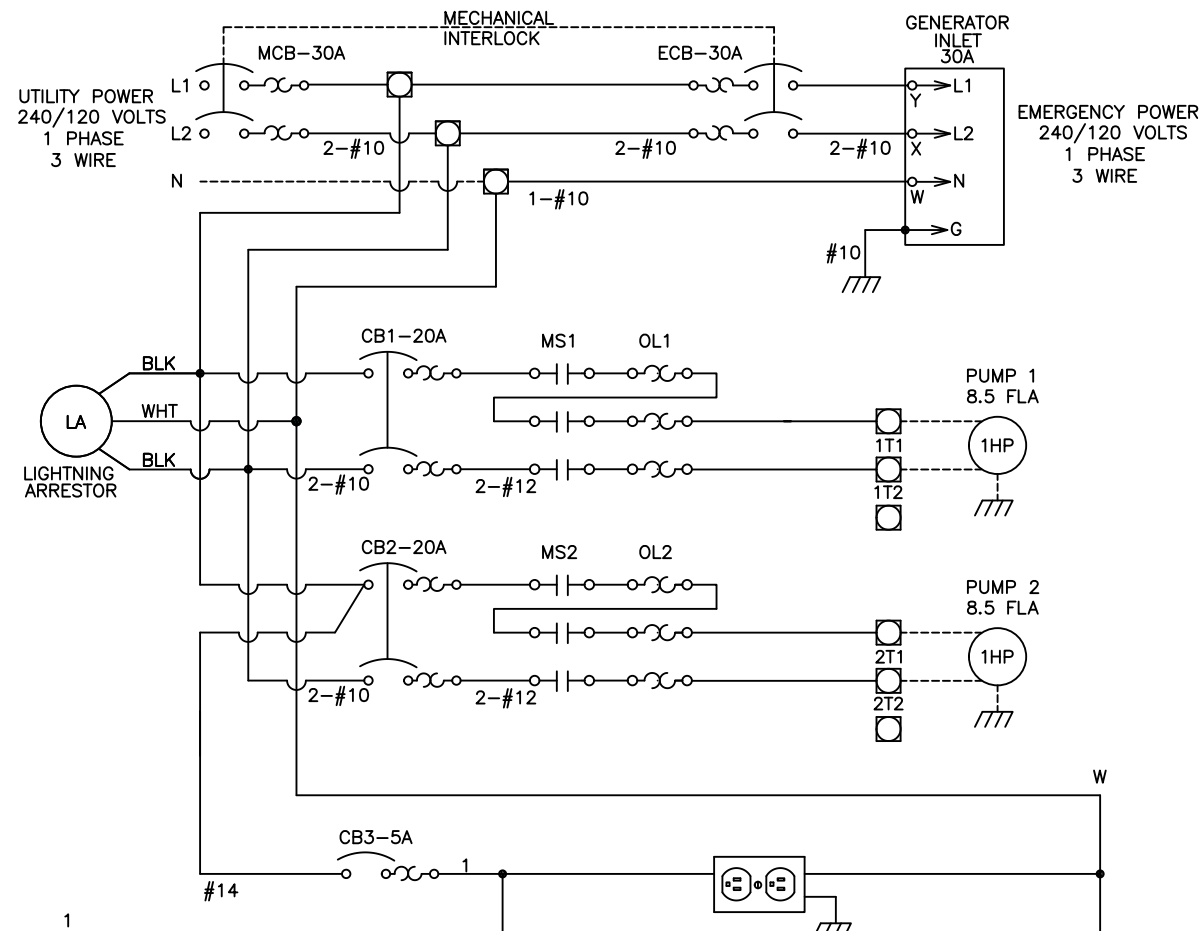 MECHANICAL
INTERLOCK
GENERATOR
INLET
30A
MCB-30A
ECB-30A
L1
L1
Y
UTILITY POWER
240/120 VOLTS
1 PHASE
3 WIRE
EMERGENCY POWER
240/120 VOLTS
1 PHASE
3 WIRE
L2
L2
2-#10
2-#10
2-#10
X
N
N
1-#10
W
G
#10
CB1-20A
MS1
OL1
BLK
PUMP 1
8.5 FLA
LA
WHT
1T1
1HP
BLK
LIGHTNING
ARRESTOR
2-#10
2-#12
1T2
CB2-20A
MS2
OL2
PUMP 2
8.5 FLA
2T1
1HP
2-#10
2-#12
2T2
W
CB3-5A
1
#14
1